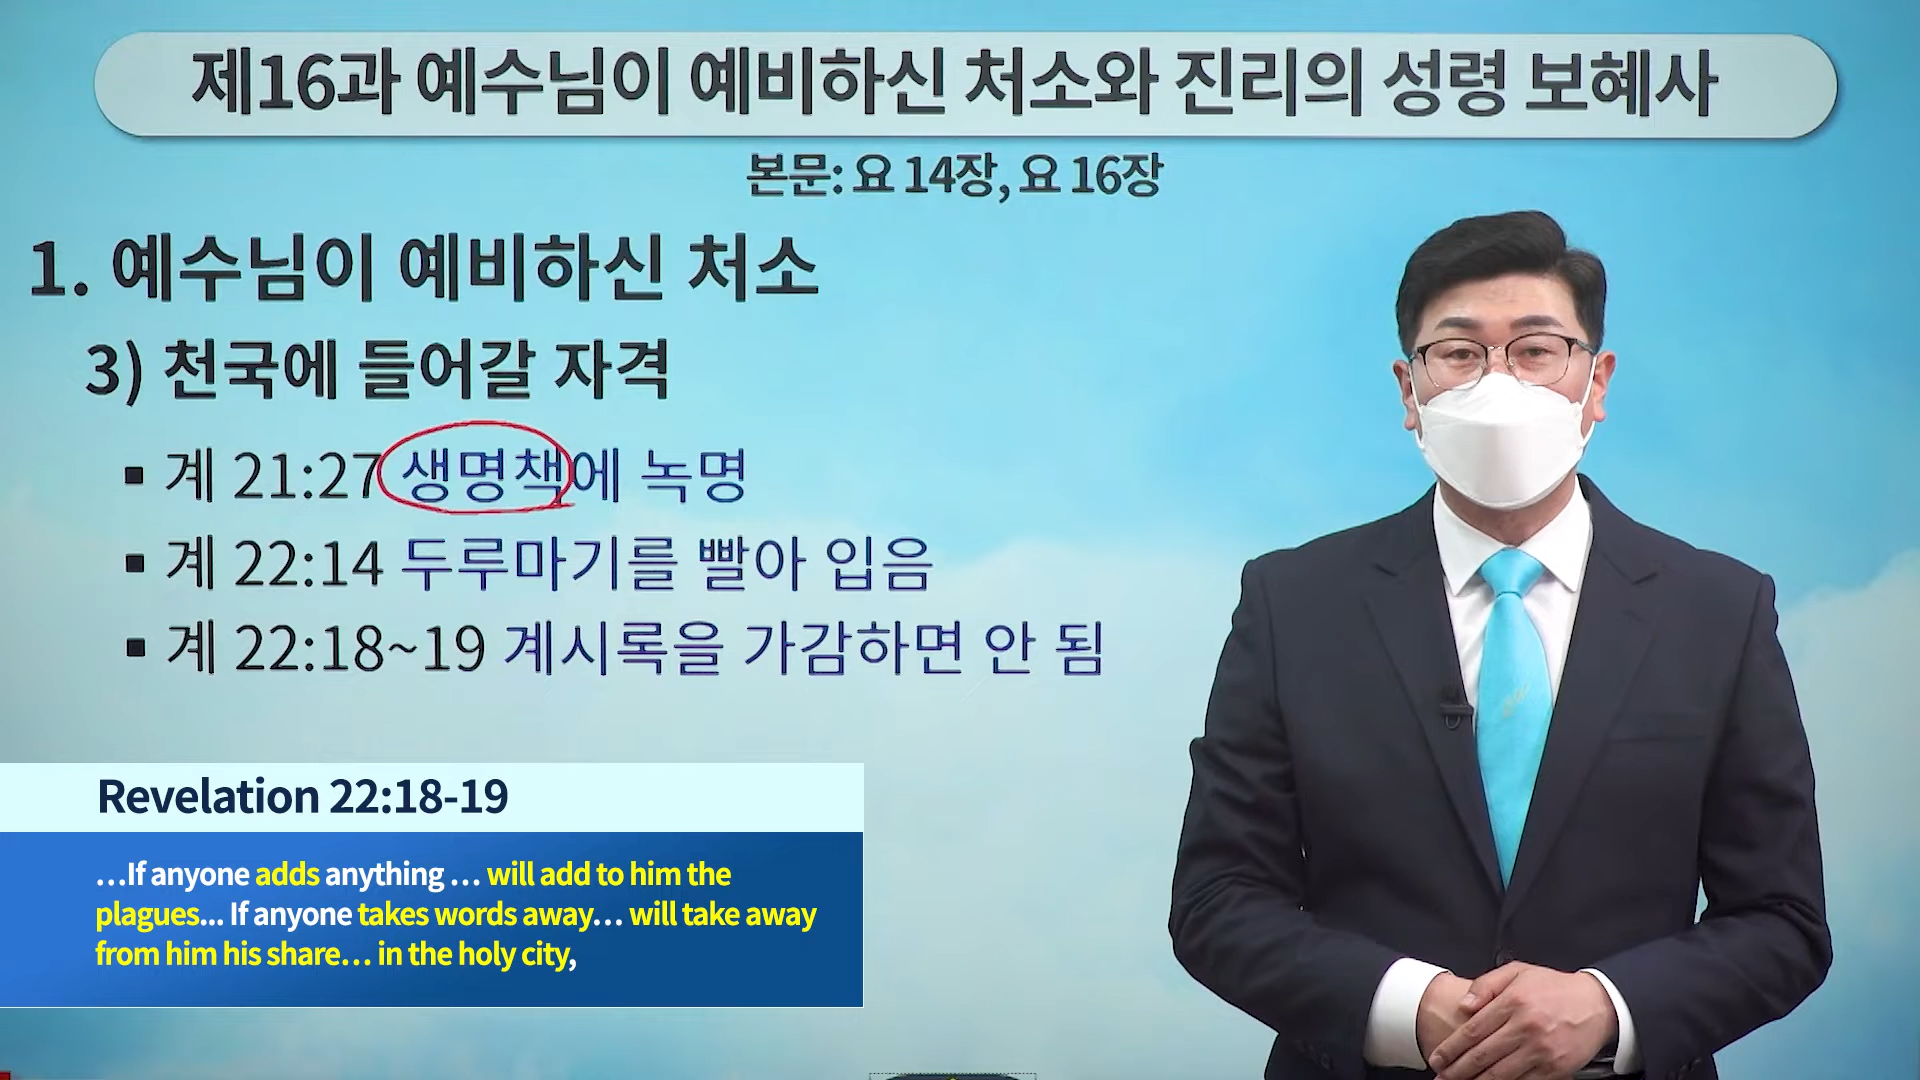 제16과 예수님이 예비하신 처소와 진리의 성령 보혜사
본문: 요 14장, 요 16장
1. 예수님이 예비하신 처소
3) 천국에 들어갈 자격
▪ 계 21:27 생명책에 녹명
▪ 계 22:14 두루마기를 빨아 입음
▪ 계 22:18~19 계시록을 가감하면 안 됨
Revelation 22:18-19
…If anyone adds anything … will add to him the
plagues... If anyone takes words away… will take away
from him his share… in the holy city,